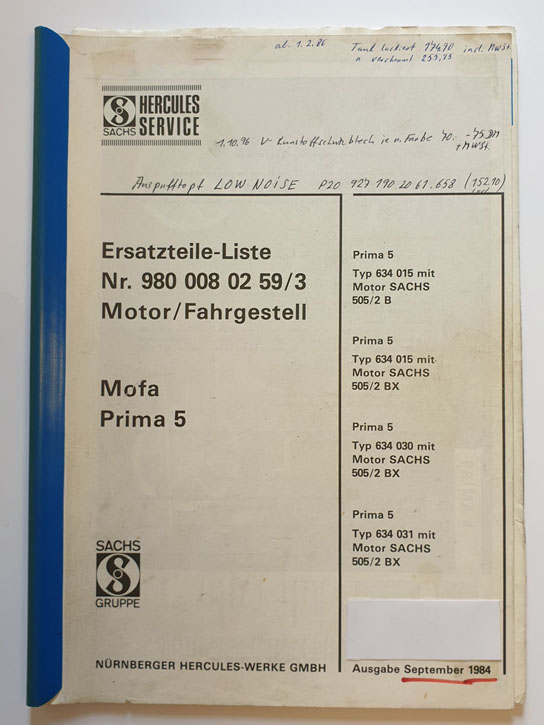 ab. 1.2.86 Tank lackiert 174,90 incl. MWSt.
" verchromt 255,75
HERCULES
SACHS SERVICE
1.10.96 V-Kunststoffschutzblech je n. Farbe 70.- -75.DM
+ MWSt.
Auspufftopf LOW NOISE P20 927 190 20 61.658 (152,10)
Ersatzteile-Liste
Nr. 980 008 02 59/3
Motor/Fahrgestell
Mofa
Prima 5
Prima 5
Typ 634 015 mit
Motor SACHS
505/2 B
Prima 5
Typ 634 015 mit
Motor SACHS
505/2 BX
Prima 5
Typ 634 030 mit
Motor SACHS
505/2 BX
Prima 5
Typ 634 031 mit
Motor SACHS
505/2 BX
SACHS
GRUPPE
NÜRNBERGER HERCULES-WERKE GMBH
Ausgabe September 1984